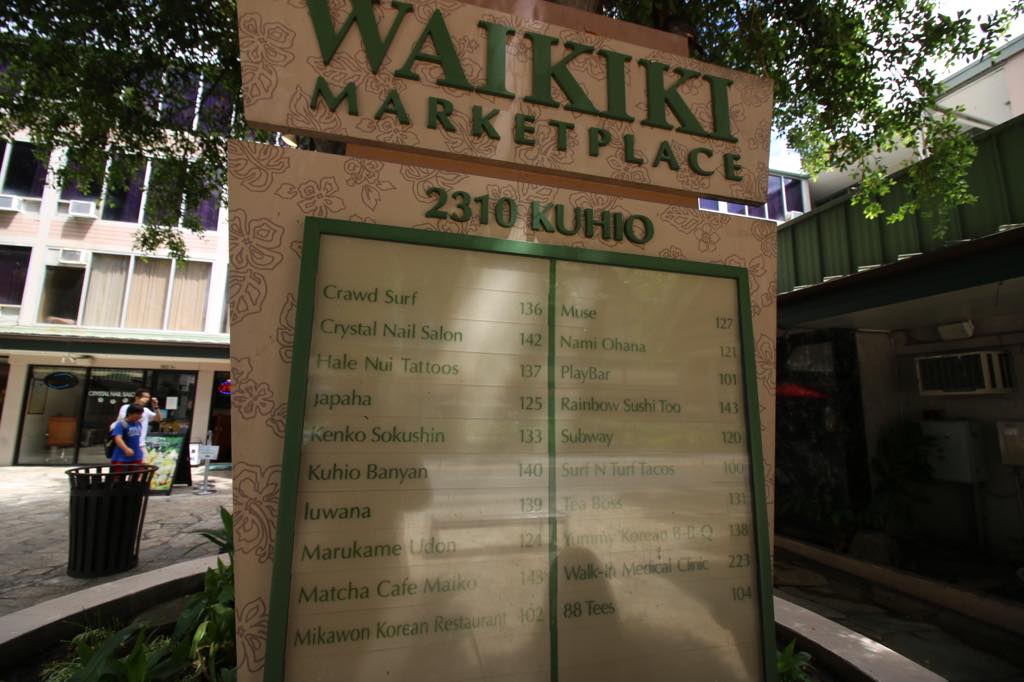 WAIKIKI
MARKETPLACE
2310 KUHIO
Crawd Surf 136
Crystal Nail Salon 142
Hale Nui Tattoos 137
Japaha 125
Kenko Sokushin 133
Kuhio Banyan 140
Iuwana 139
Marukame Udon 124
Matcha Cafe Maiko 143
Mikawon Korean Restaurant 102
Muse 127
Nami Ohana 121
PlayBar 101
Rainbow Sushi Too 143
Subway 120
Surf N Turf Tacos 100
Tea Boss 131
Yummy Korean B-B-Q 138
Walk-In Medical Clinic 223
88 Tees 104
CRYSTAL NAIL SALON